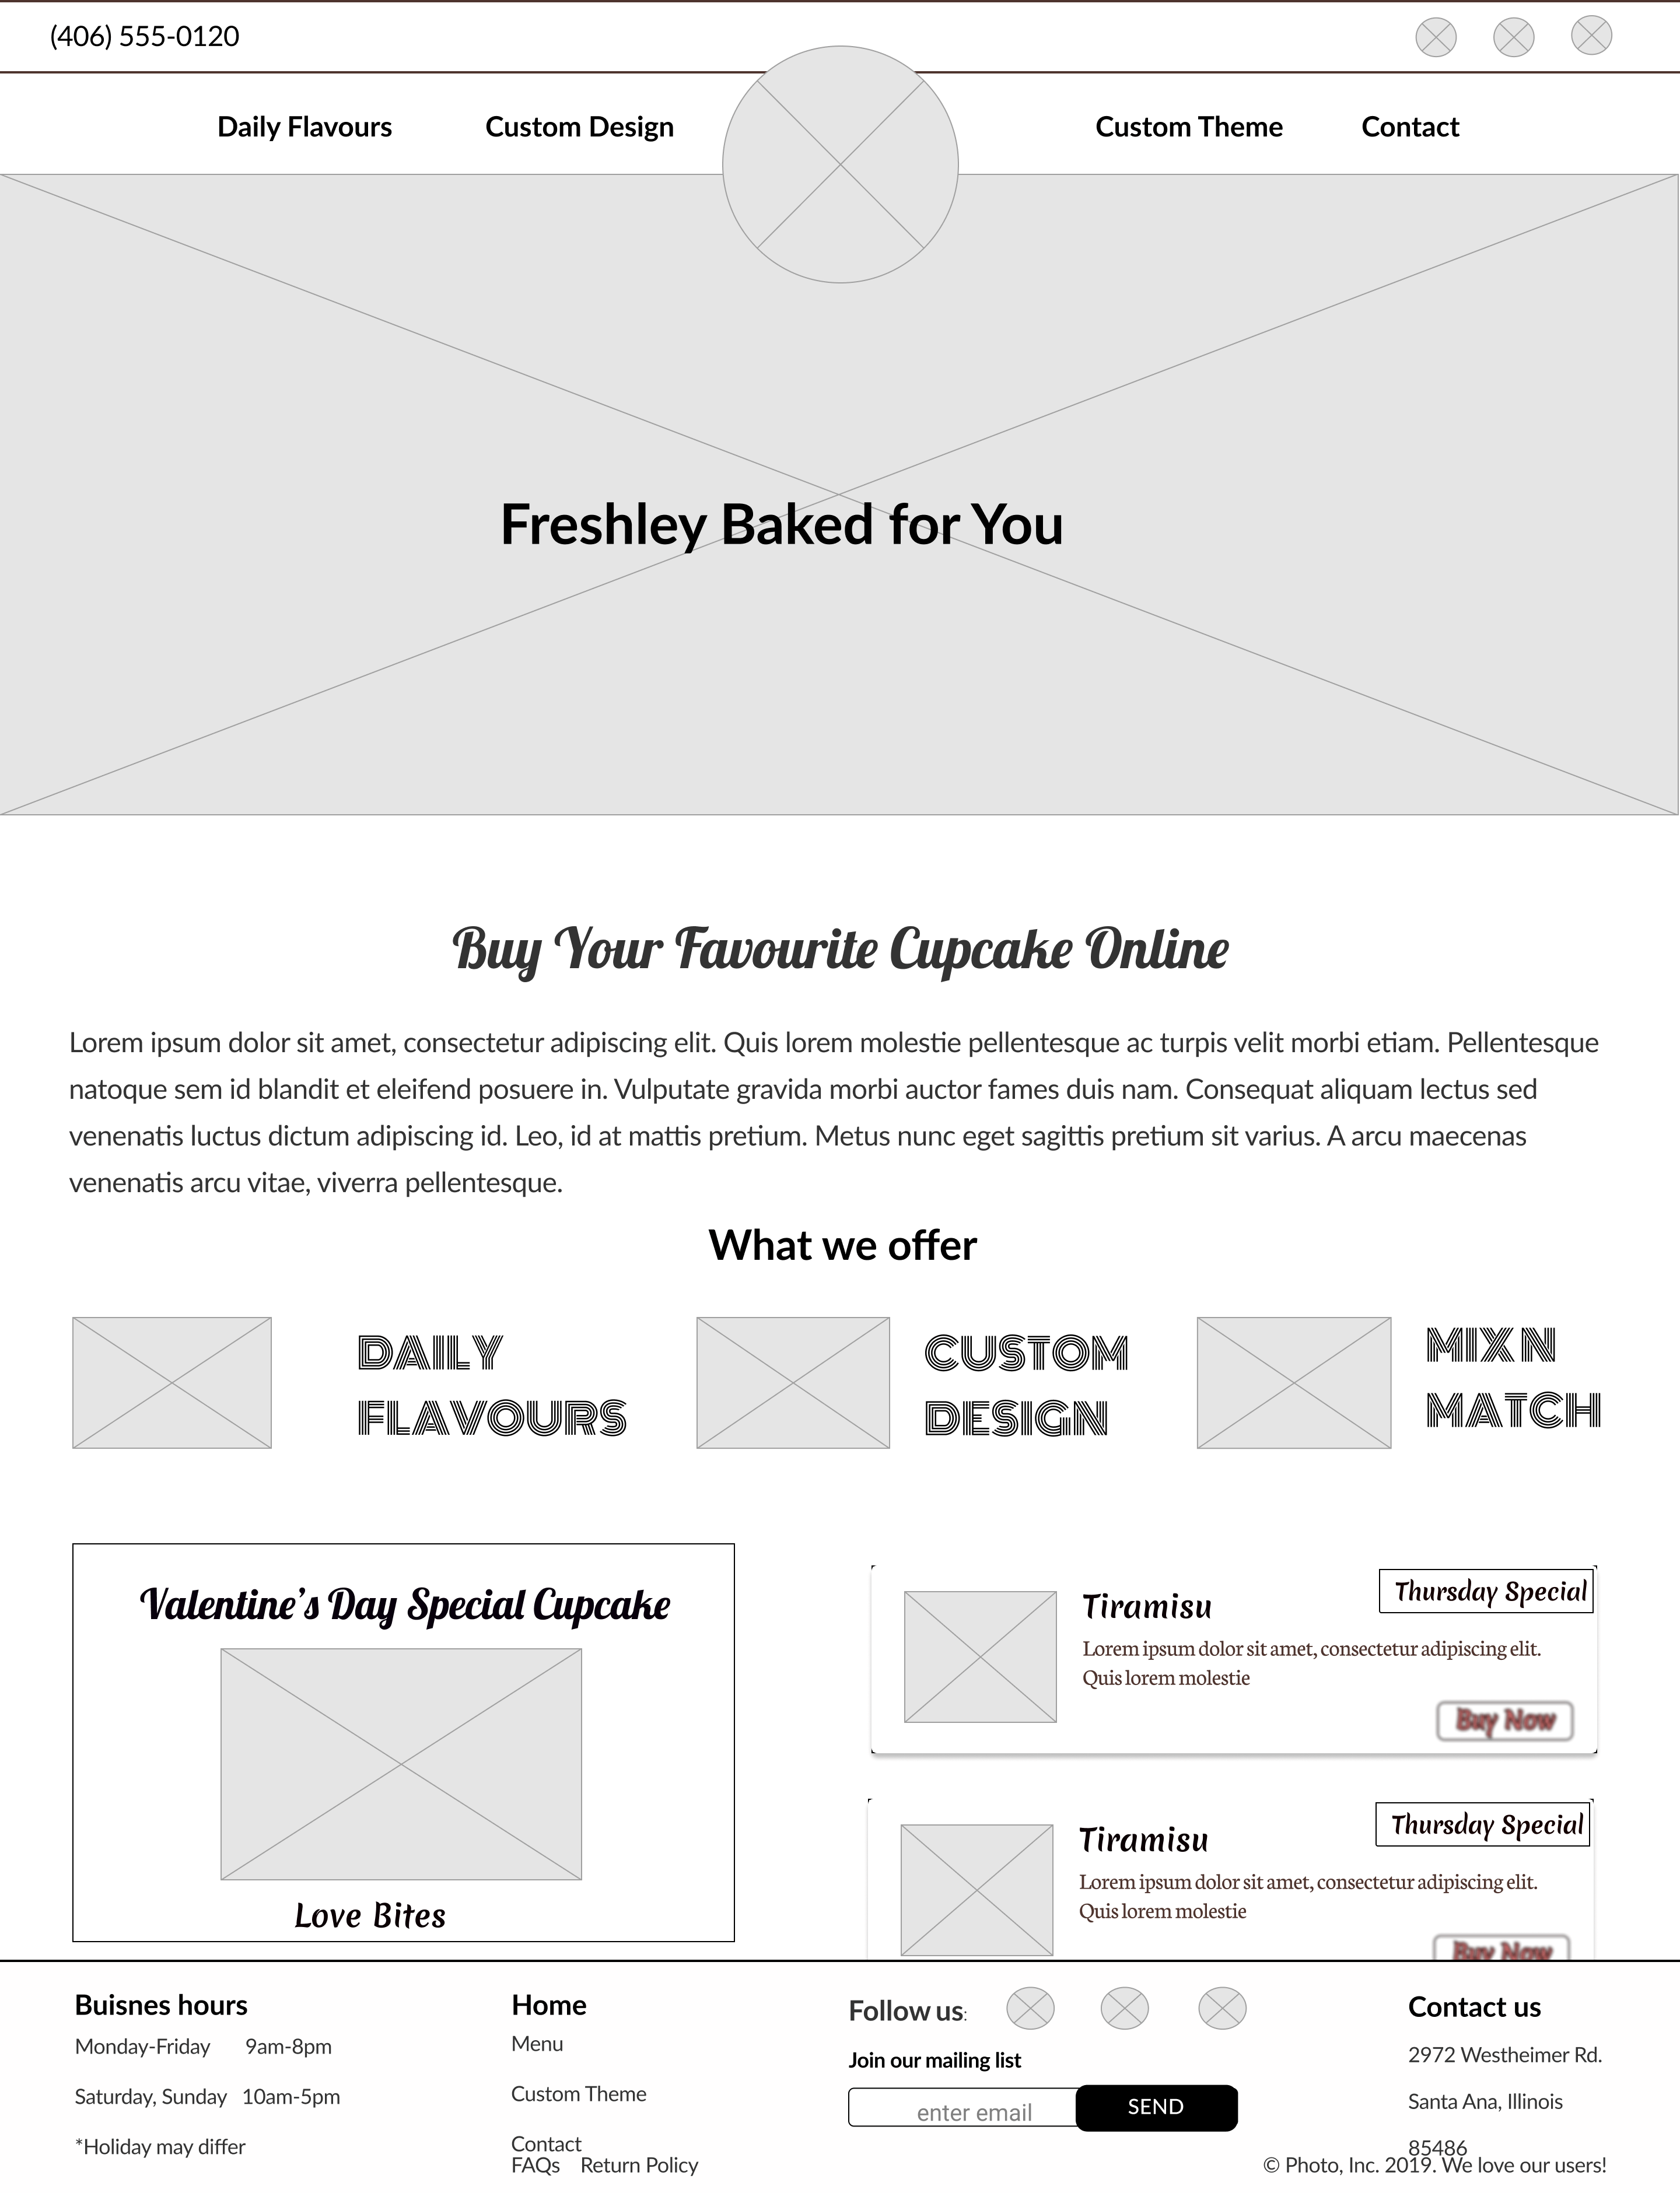 (406) 555-0120
Daily Flavours
Custom Design
Custom Theme
Contact
Freshley Baked for You
Buy Your Favourite Cupcake Online
Lorem ipsum dolor sit amet, consectetur adipiscing elit. Quis lorem molestie pellentesque ac turpis velit morbi etiam. Pellentesque
natoque sem id blandit et eleifend posuere in. Vulputate gravida morbi auctor fames duis nam. Consequat aliquam lectus sed
venenatis luctus dictum adipiscing id. Leo, id at mattis pretium. Metus nunc eget sagittis pretium sit varius. A arcu maecenas
venenatis arcu vitae, viverra pellentesque.
What we offer
DAILY
FLAVOURS
CUSTOM
DESIGN
MIX N
MATCH
Valentine's Day Special Cupcake
Love Bites
Thursday Special
Tiramisu
Lorem ipsum dolor sit amet, consectetur adipiscing elit.
Quis lorem molestie
Buy Now
Thursday Special
Tiramisu
Lorem ipsum dolor sit amet, consectetur adipiscing elit.
Quis lorem molestie
Buy Now
Buisnes hours
Monday-Friday 9am-8pm
Saturday, Sunday 10am-5pm
*Holiday may differ
Home
Menu
Custom Theme
Contact
FAQs Return Policy
Follow us:
Join our mailing list
enter email
SEND
Contact us
2972 Westheimer Rd.
Santa Ana, Illinois
85486
© Photo, Inc. 2019. We love our users!